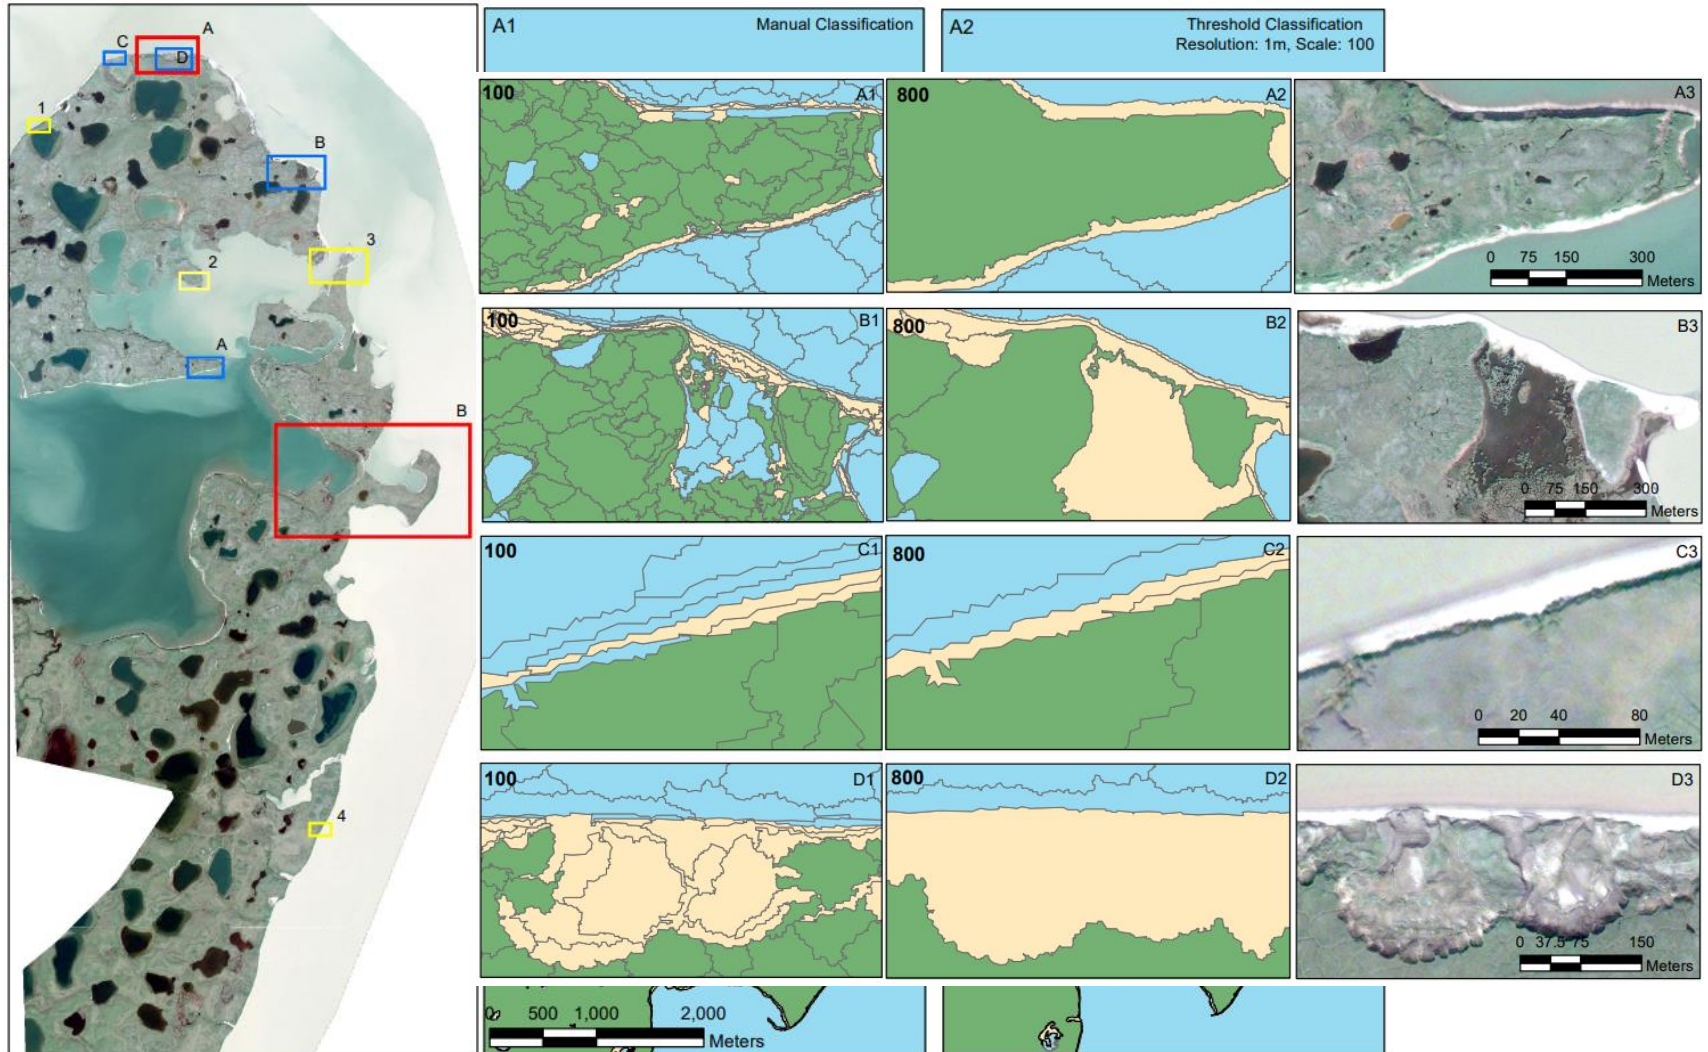 C
A
D
1
B
3
2
A
B
4
A1 Manual Classification
A2 Threshold Classification
Resolution: 1m, Scale: 100
100 A1
800 A2
A3
0 75 150 300
Meters
100 B1
800 B2
B3
0 75 150 300
Meters
100 C1
800 C2
C3
0 20 40 80
Meters
100 D1
800 D2
D3
0 37.5 75 150
Meters
0 500 1,000 2,000
Meters